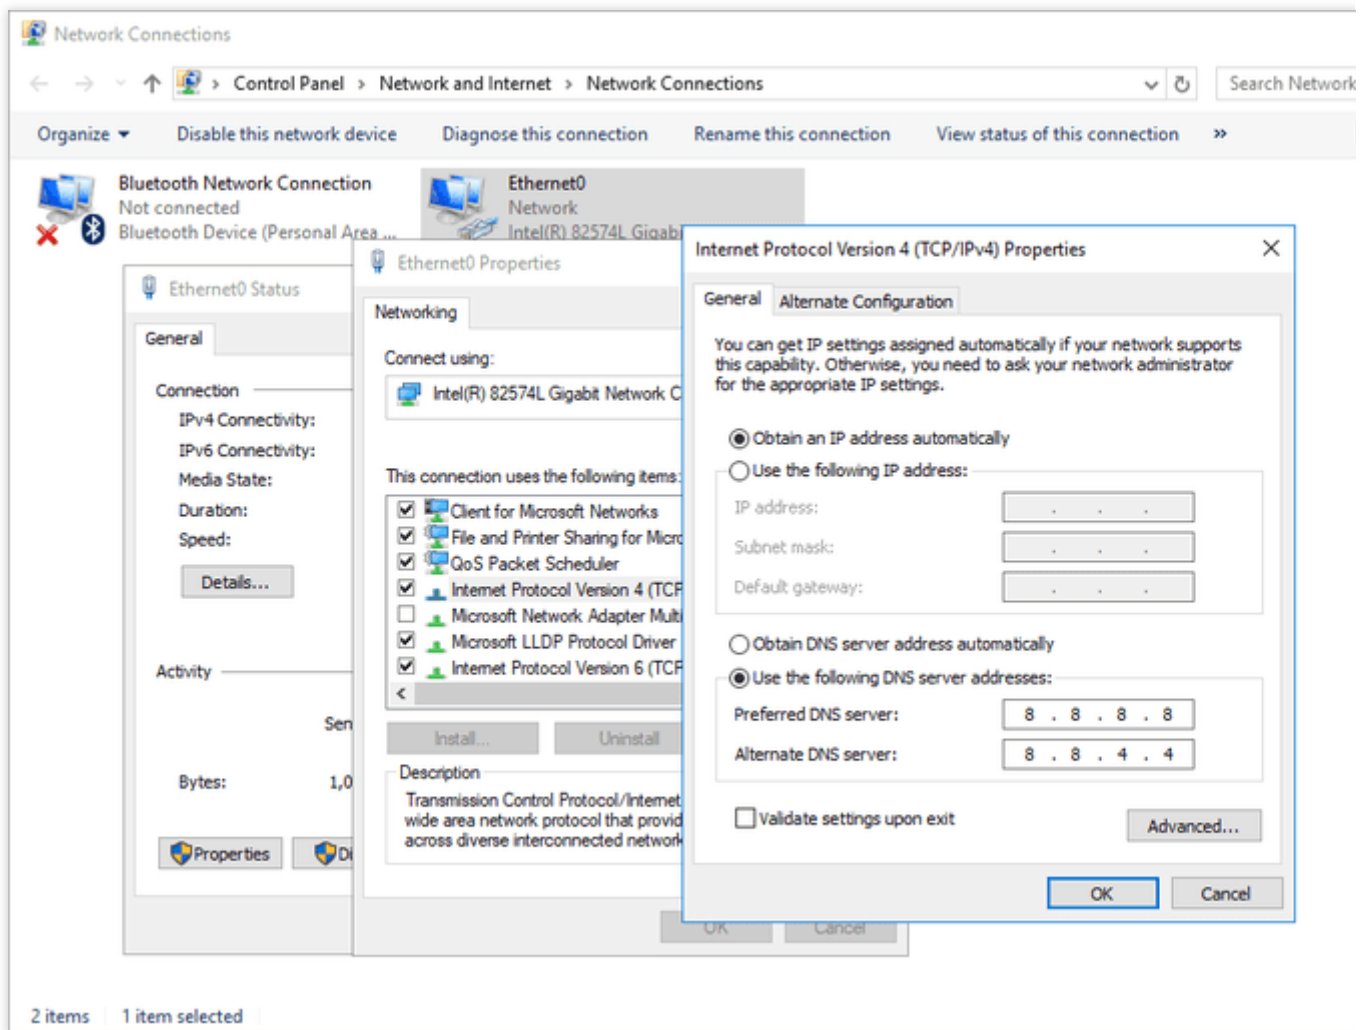 Network Connections
Control Panel > Network and Internet > Network Connections
Search Network
Organize
Disable this network device
Diagnose this connection
Rename this connection
View status of this connection
»
Bluetooth Network Connection
Not connected
Bluetooth Device (Personal Area ...
Ethernet0
Network
Intel(R) 82574L Gigab
Ethernet0 Status
General
Connection
IPv4 Connectivity:
IPv6 Connectivity:
Media State:
Duration:
Speed:
Details...
Activity
Sen
Bytes: 1,0
Properties
Di
Ethernet0 Properties
Networking
Connect using:
Intel(R) 82574L Gigabit Network C
This connection uses the following items:
Client for Microsoft Networks
File and Printer Sharing for Micro
QoS Packet Scheduler
Internet Protocol Version 4 (TCP
Microsoft Network Adapter Multi
Microsoft LLDP Protocol Driver
Internet Protocol Version 6 (TCP
Install...
Uninstall
Description
Transmission Control Protocol/Internet
wide area network protocol that provid
across diverse interconnected network
OK
Cancel
Internet Protocol Version 4 (TCP/IPv4) Properties
General
Alternate Configuration
You can get IP settings assigned automatically if your network supports
this capability. Otherwise, you need to ask your network administrator
for the appropriate IP settings.
Obtain an IP address automatically
Use the following IP address:
IP address: . . .
Subnet mask: . . .
Default gateway: . . .
Obtain DNS server address automatically
Use the following DNS server addresses:
Preferred DNS server: 8 . 8 . 8 . 8
Alternate DNS server: 8 . 8 . 4 . 4
Validate settings upon exit
Advanced...
OK
Cancel
2 items
1 item selected